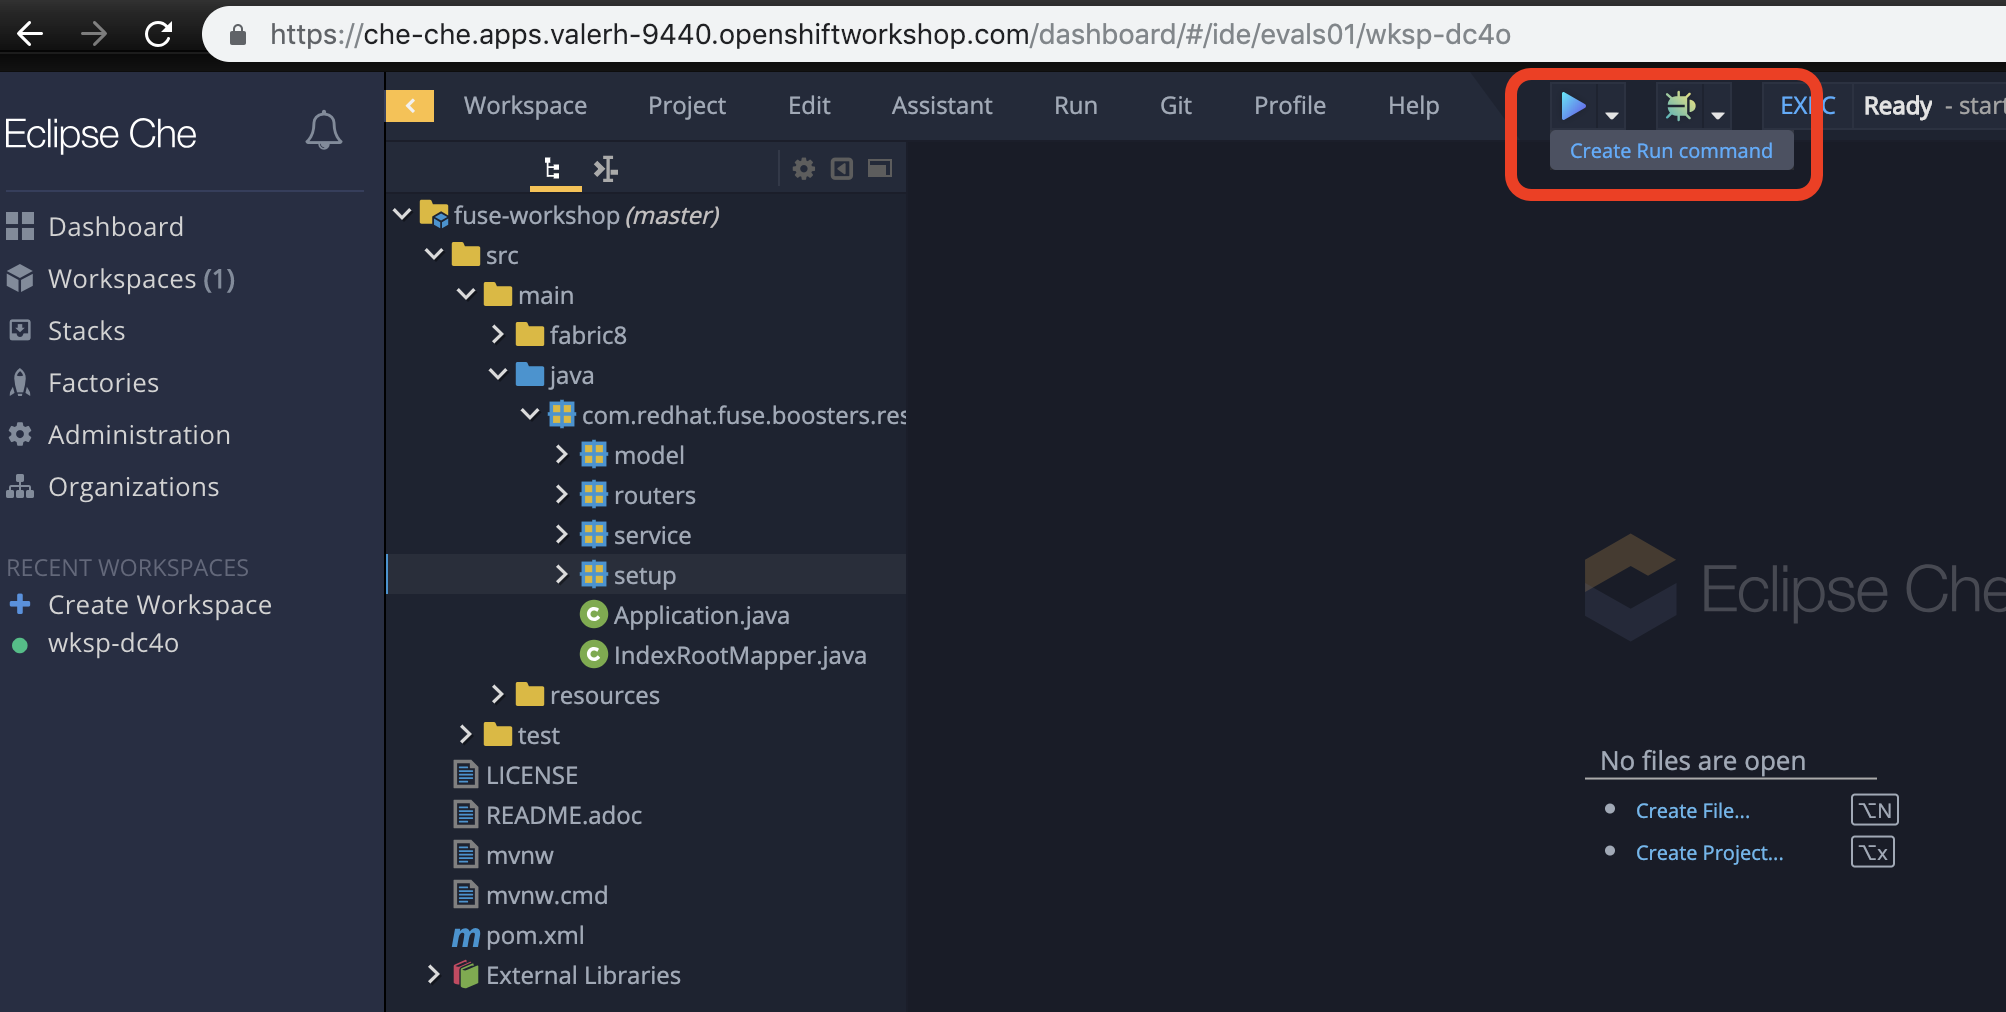 https://che-che.apps.valerh-9440.openshiftworkshop.com/dashboard/#/ide/evals01/wksp-dc4o
Eclipse Che
Dashboard
Workspaces (1)
Stacks
Factories
Administration
Organizations
RECENT WORKSPACES
Create Workspace
wksp-dc4o
Workspace Project Edit Assistant Run Git Profile Help
EXEC Ready - start
Create Run command
fuse-workshop (master)
src
main
fabric8
java
com.redhat.fuse.boosters.res
model
routers
service
setup
C Application.java
C IndexRootMapper.java
resources
test
LICENSE
README.adoc
mvnw
mvnw.cmd
m pom.xml
External Libraries
Eclipse Che
No files are open
Create File... ⌥N
Create Project... ⌥x